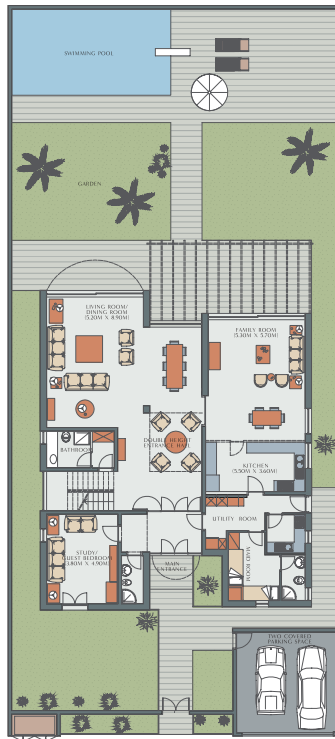 SWIMMING POOL
GARDEN
LIVING ROOM/
DINING ROOM
(5.20M X 8.90M)
FAMILY ROOM
(5.30M X 5.70M)
DOUBLE HEIGHT
ENTRANCE HALL
BATHROOM
KITCHEN
(5.50M X 3.60M)
UTILITY ROOM
STUDY/
GUEST BEDROOM
(3.80M X 4.90M)
MAID ROOM
MAIN
ENTRANCE
TWO COVERED
PARKING SPACE